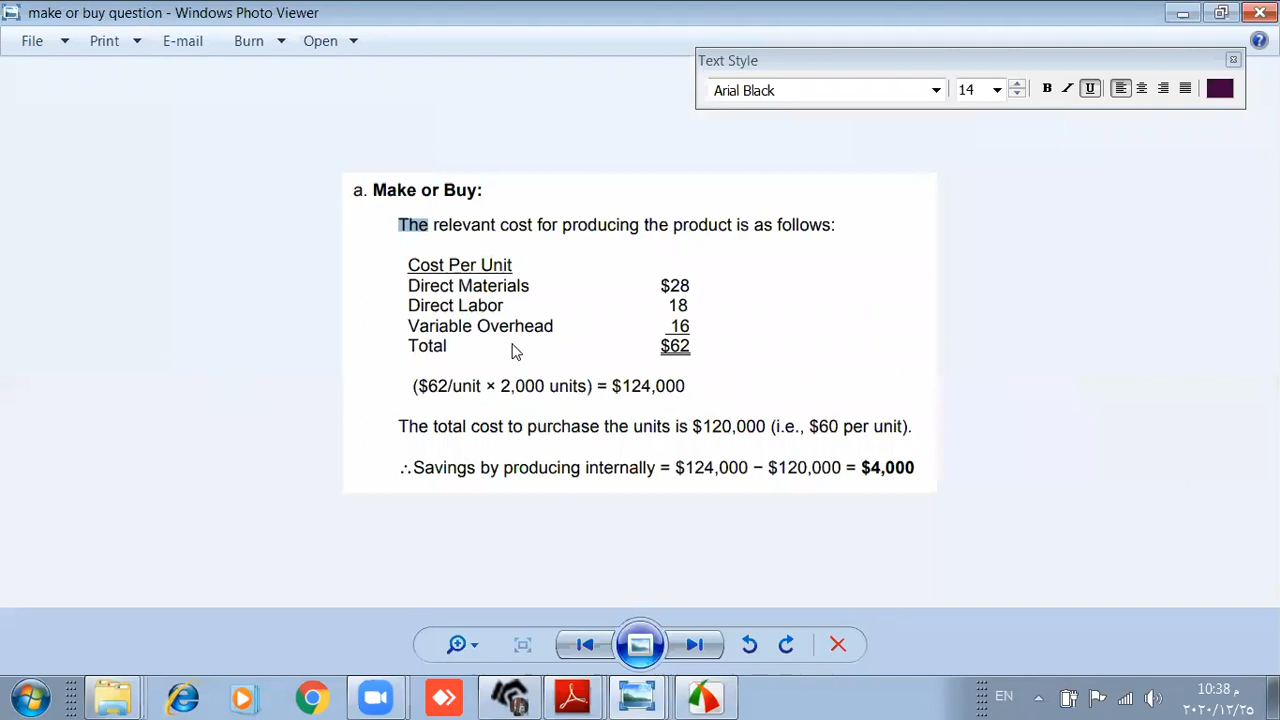 make or buy question - Windows Photo Viewer
File Print E-mail Burn Open
Text Style
Arial Black 14 B I U
a. Make or Buy:
The relevant cost for producing the product is as follows:
Cost Per Unit
Direct Materials $28
Direct Labor 18
Variable Overhead 16
Total $62
($62/unit × 2,000 units) = $124,000
The total cost to purchase the units is $120,000 (i.e., $60 per unit).
∴Savings by producing internally = $124,000 − $120,000 = $4,000
EN
10:38 م
٢٠٢٠/١٢/٢٥